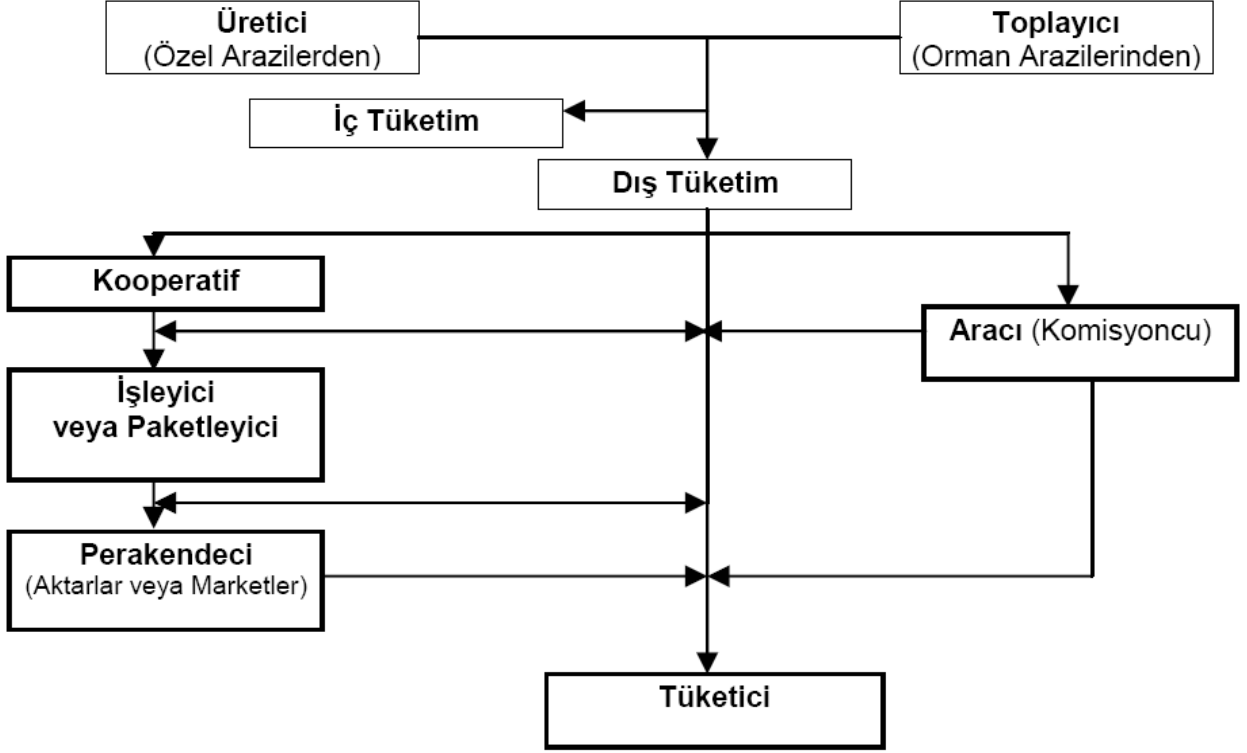 Üretici
(Özel Arazilerden)
Toplayıcı
(Orman Arazilerinden)
İç Tüketim
Dış Tüketim
Kooperatif
Aracı (Komisyoncu)
İşleyici
veya Paketleyici
Perakendeci
(Aktarlar veya Marketler)
Tüketici